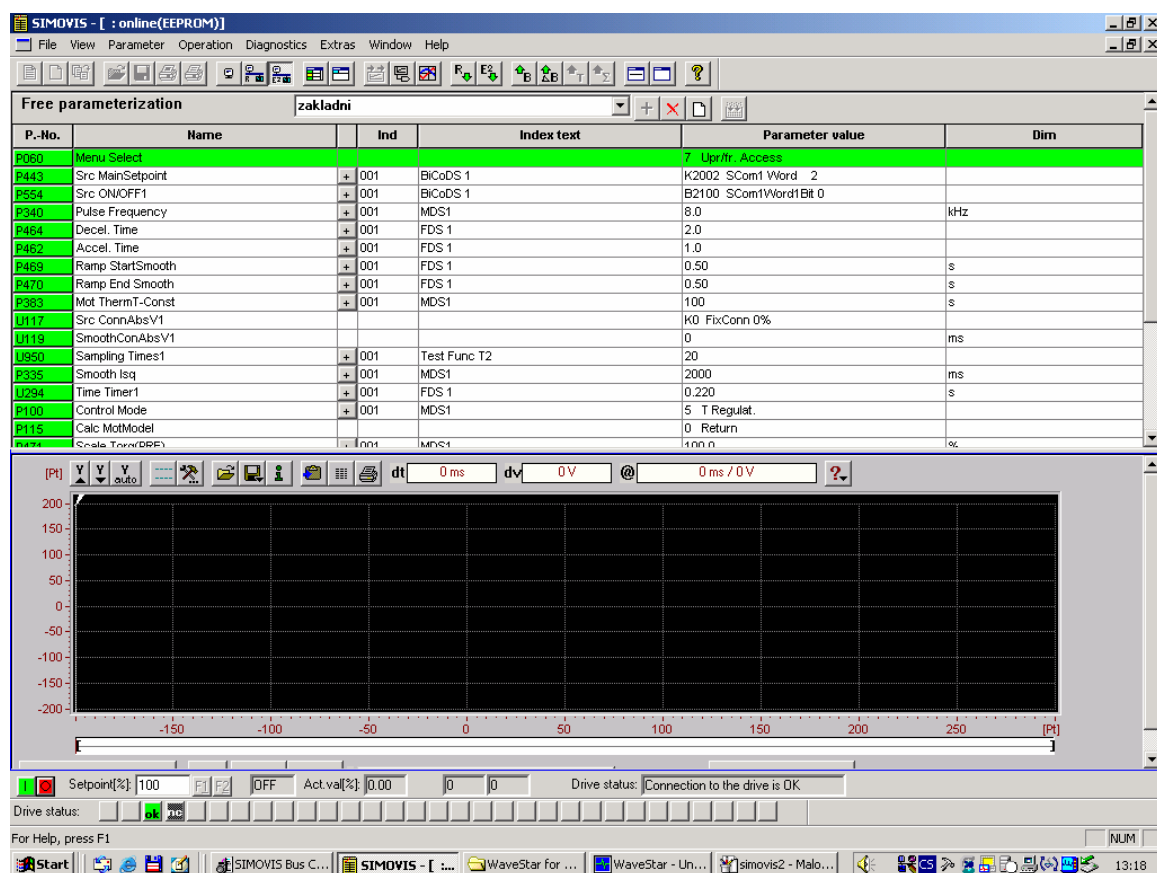 SIMOVIS - [ : online(EEPROM)]
File View Parameter Operation Diagnostics Extras Window Help
Free parameterization zakladni
P.-No. Name Ind Index text Parameter value Dim
P060 Menu Select 7 Upr/fr. Access
P443 Src MainSetpoint + 001 BiCoDS 1 K2002 SCom1 Word 2
P554 Src ON/OFF1 + 001 BiCoDS 1 B2100 SCom1Word1Bit 0
P340 Pulse Frequency + 001 MDS1 8.0 kHz
P464 Decel. Time + 001 FDS 1 2.0
P462 Accel. Time + 001 FDS 1 1.0
P469 Ramp StartSmooth + 001 FDS 1 0.50 s
P470 Ramp End Smooth + 001 FDS 1 0.50 s
P383 Mot ThermT-Const + 001 MDS1 100 s
U117 Src ConnAbsV1 K0 FixConn 0%
U119 SmoothConAbsV1 0 ms
U950 Sampling Times1 + 001 Test Func T2 20
P335 Smooth Isq + 001 MDS1 2000 ms
U294 Time Timer1 + 001 FDS 1 0.220 s
P100 Control Mode + 001 MDS1 5 T Regulat.
P115 Calc MotModel 0 Return
P471 Scale Torq(PRE) + 001 MDS1 100.0 %
[Pt] Y Y Y auto dt 0 ms dv 0 V @ 0 ms / 0 V ?
200
150
100
50
0
-50
-100
-150
-200
-150 -100 -50 0 50 100 150 200 250 [Pt]
Setpoint[%]: 100 F1 F2 OFF Act.val[%]: 0.00 0 0 Drive status: Connection to the drive is OK
Drive status: ok
For Help, press F1 NUM
Start SIMOVIS Bus C... SIMOVIS - [ :... WaveStar for ... WaveStar - Un... simovis2 - Malo... CS 13:18